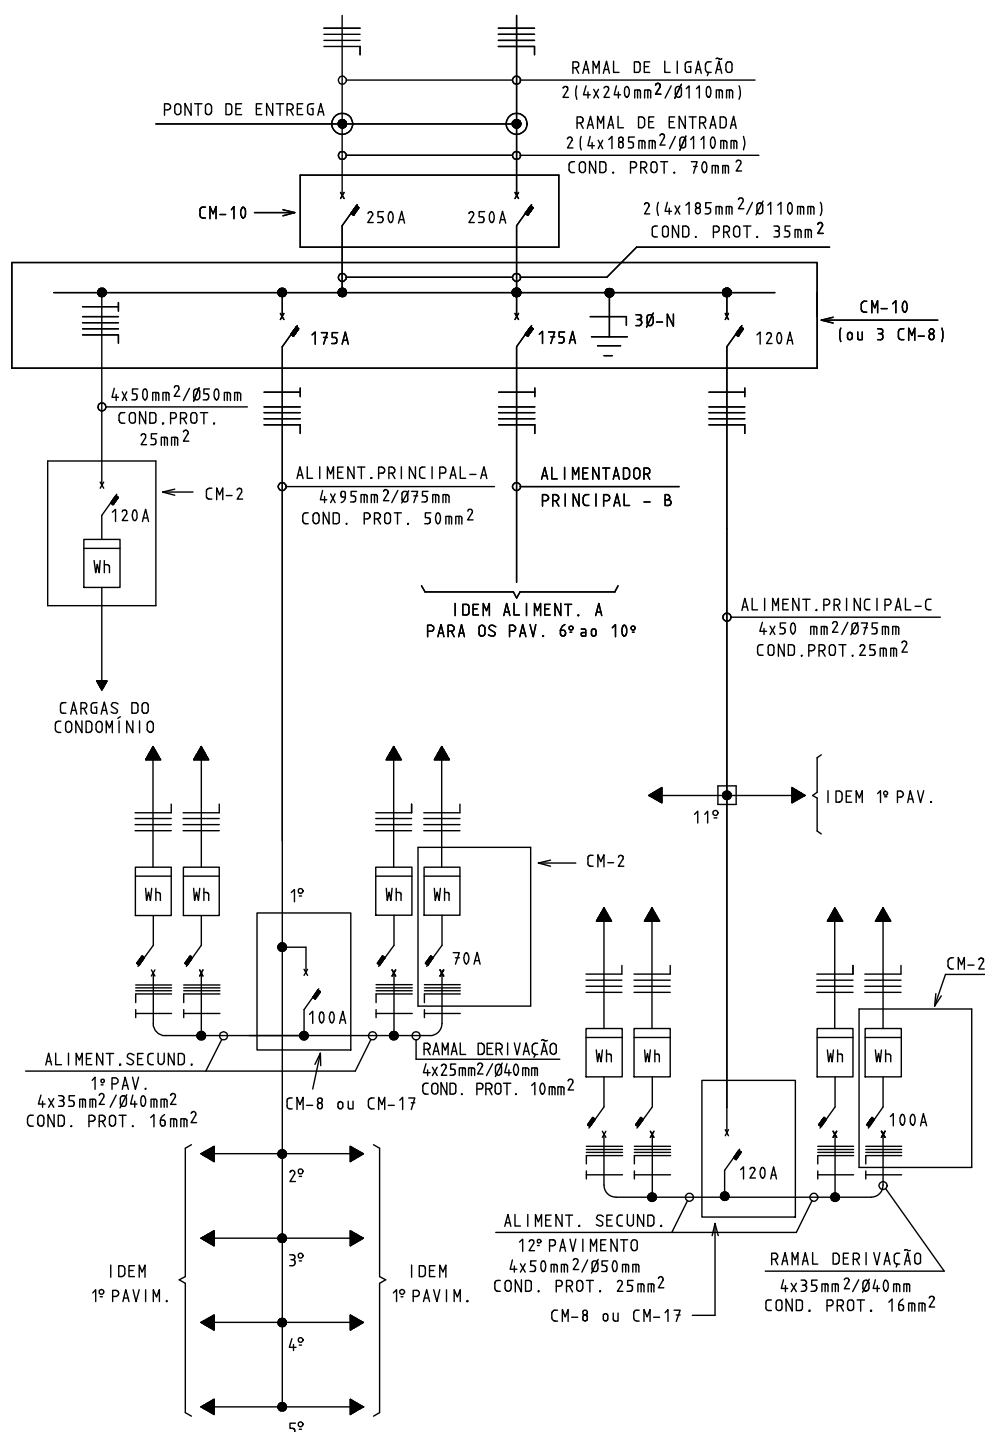 RAMAL DE LIGAÇÃO
2(4x240mm²/Ø110mm)
PONTO DE ENTREGA
RAMAL DE ENTRADA
2(4x185mm²/Ø110mm)
COND. PROT. 70mm²
CM-10
250A
250A
2(4x185mm²/Ø110mm)
COND. PROT. 35mm²
175A
175A
3Ø-N
120A
CM-10
(ou 3 CM-8)
4x50mm²/Ø50mm
COND.PROT.
25mm²
CM-2
120A
Wh
CARGAS DO
CONDOMÍNIO
ALIMENT.PRINCIPAL-A
4x95mm²/Ø75mm
COND. PROT. 50mm²
ALIMENTADOR
PRINCIPAL - B
IDEM ALIMENT. A
PARA OS PAV. 6º ao 10º
ALIMENT.PRINCIPAL-C
4x50 mm²/Ø75mm
COND.PROT.25mm²
11º
IDEM 1º PAV.
Wh
Wh
1º
Wh
Wh
CM-2
70A
100A
ALIMENT.SECUND.
1º PAV.
4x35mm²/Ø40mm²
COND. PROT. 16mm²
CM-8 ou CM-17
RAMAL DERIVAÇÃO
4x25mm²/Ø40mm
COND. PROT. 10mm²
CM-2
Wh
Wh
Wh
Wh
100A
120A
ALIMENT. SECUND.
12º PAVIMENTO
4x50mm²/Ø50mm
COND. PROT. 25mm²
CM-8 ou CM-17
RAMAL DERIVAÇÃO
4x35mm²/Ø40mm
COND. PROT. 16mm²
2º
3º
4º
5º
IDEM
1º PAVIM.
IDEM
1º PAVIM.